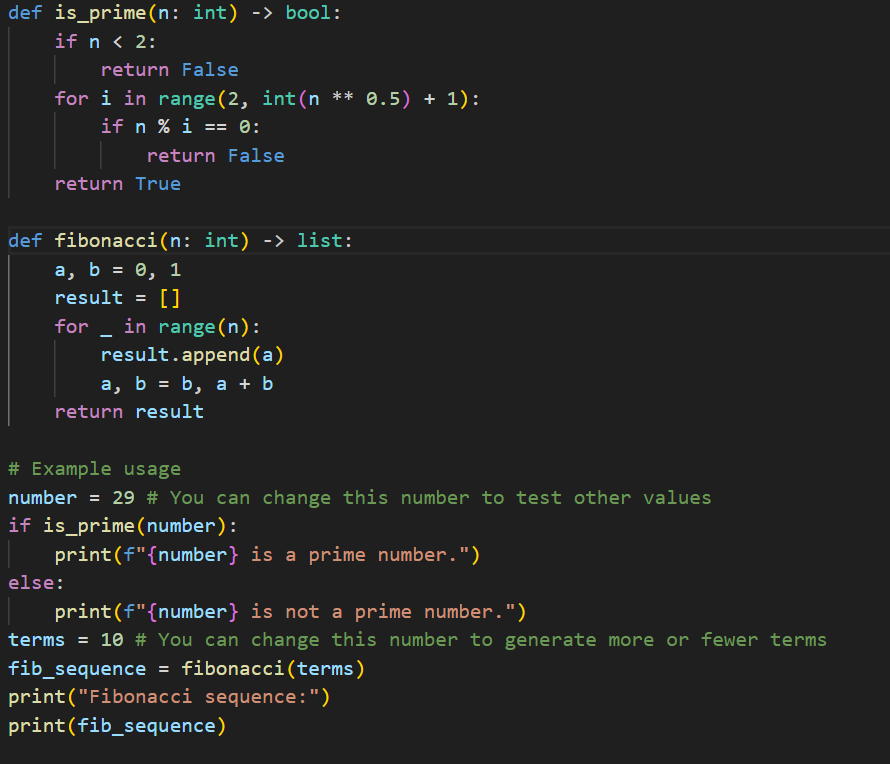 def is_prime(n: int) -> bool:
    if n < 2:
        return False
    for i in range(2, int(n ** 0.5) + 1):
        if n % i == 0:
            return False
    return True

def fibonacci(n: int) -> list:
    a, b = 0, 1
    result = []
    for _ in range(n):
        result.append(a)
        a, b = b, a + b
    return result

# Example usage
number = 29 # You can change this number to test other values
if is_prime(number):
    print(f"{number} is a prime number.")
else:
    print(f"{number} is not a prime number.")
terms = 10 # You can change this number to generate more or fewer terms
fib_sequence = fibonacci(terms)
print("Fibonacci sequence:")
print(fib_sequence)